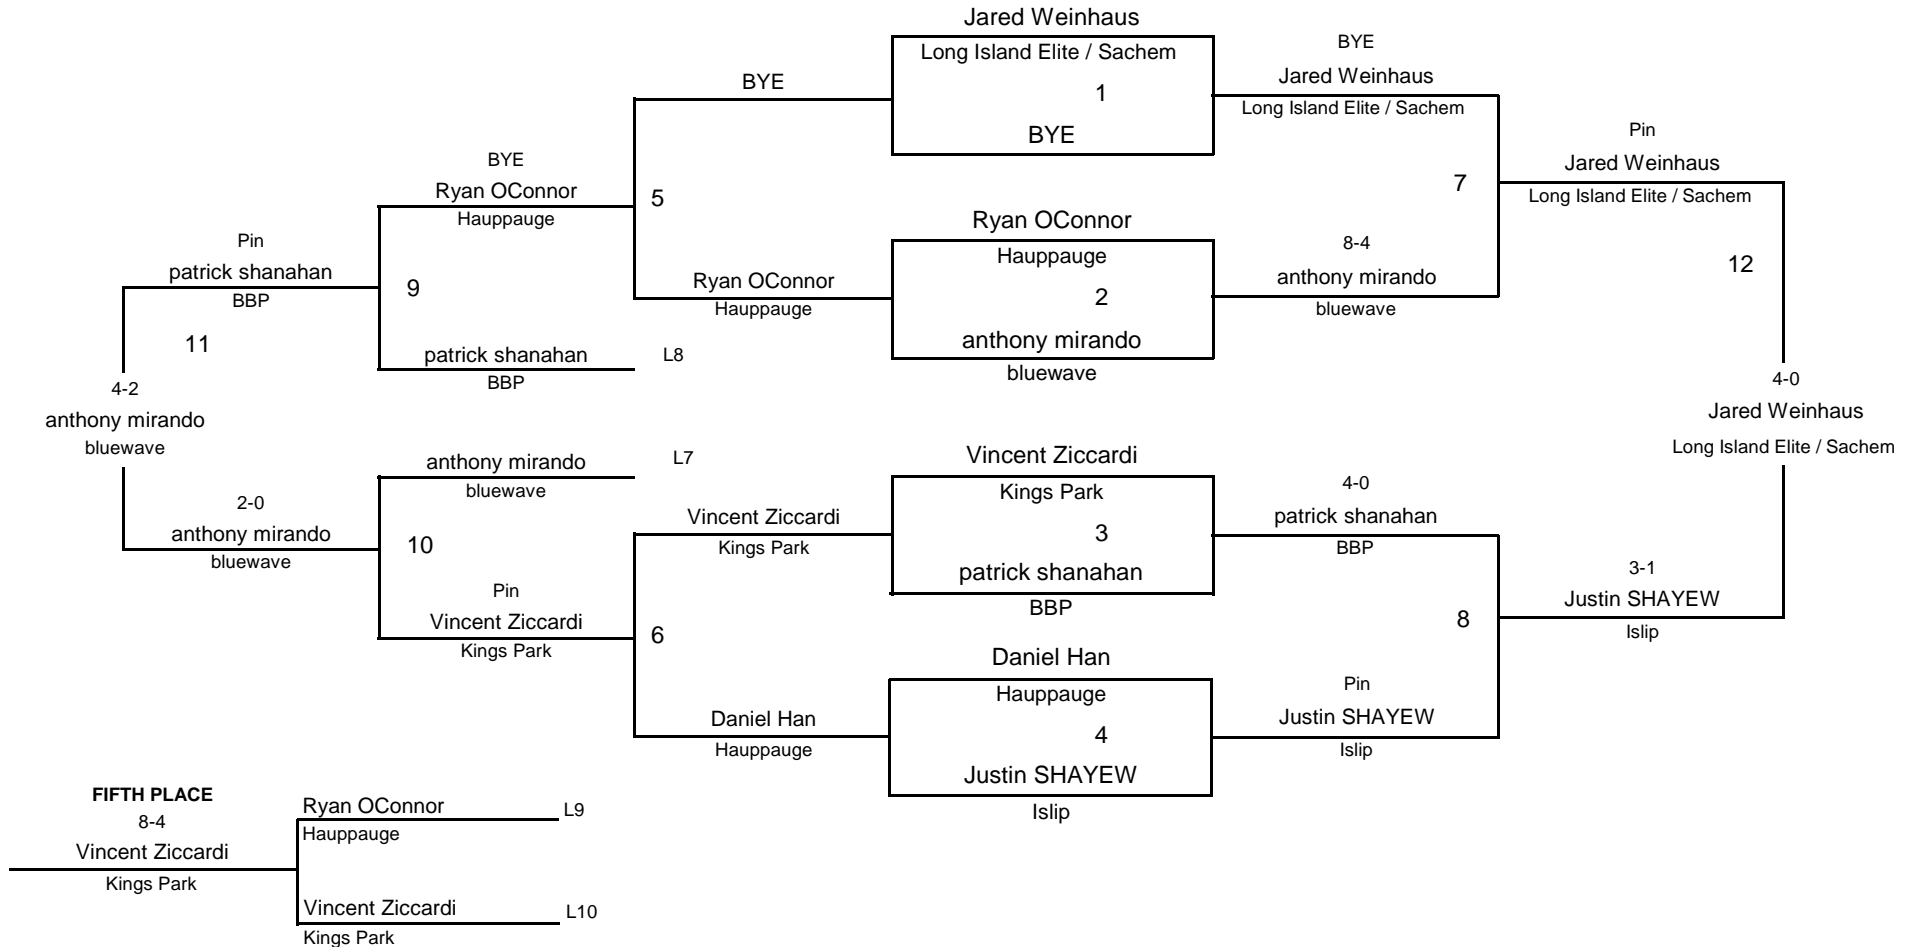 Jared Weinhaus
Long Island Elite / Sachem
1
BYE
BYE
Jared Weinhaus
Long Island Elite / Sachem
BYE
Pin
Jared Weinhaus
Long Island Elite / Sachem
7
12
BYE
Ryan OConnor
Hauppauge
5
Ryan OConnor
Hauppauge
2
anthony mirando
bluewave
8-4
anthony mirando
bluewave
Ryan OConnor
Hauppauge
Pin
patrick shanahan
BBP
9
11
patrick shanahan
BBP
L8
4-2
anthony mirando
bluewave
4-0
Jared Weinhaus
Long Island Elite / Sachem
anthony mirando
bluewave
L7
2-0
anthony mirando
bluewave
10
Vincent Ziccardi
Kings Park
3
patrick shanahan
BBP
4-0
patrick shanahan
BBP
Vincent Ziccardi
Kings Park
Pin
Vincent Ziccardi
Kings Park
6
8
3-1
Justin SHAYEW
Islip
Daniel Han
Hauppauge
4
Justin SHAYEW
Islip
Pin
Justin SHAYEW
Islip
Daniel Han
Hauppauge
FIFTH PLACE
8-4
Vincent Ziccardi
Kings Park
Ryan OConnor
Hauppauge
L9
Vincent Ziccardi
Kings Park
L10